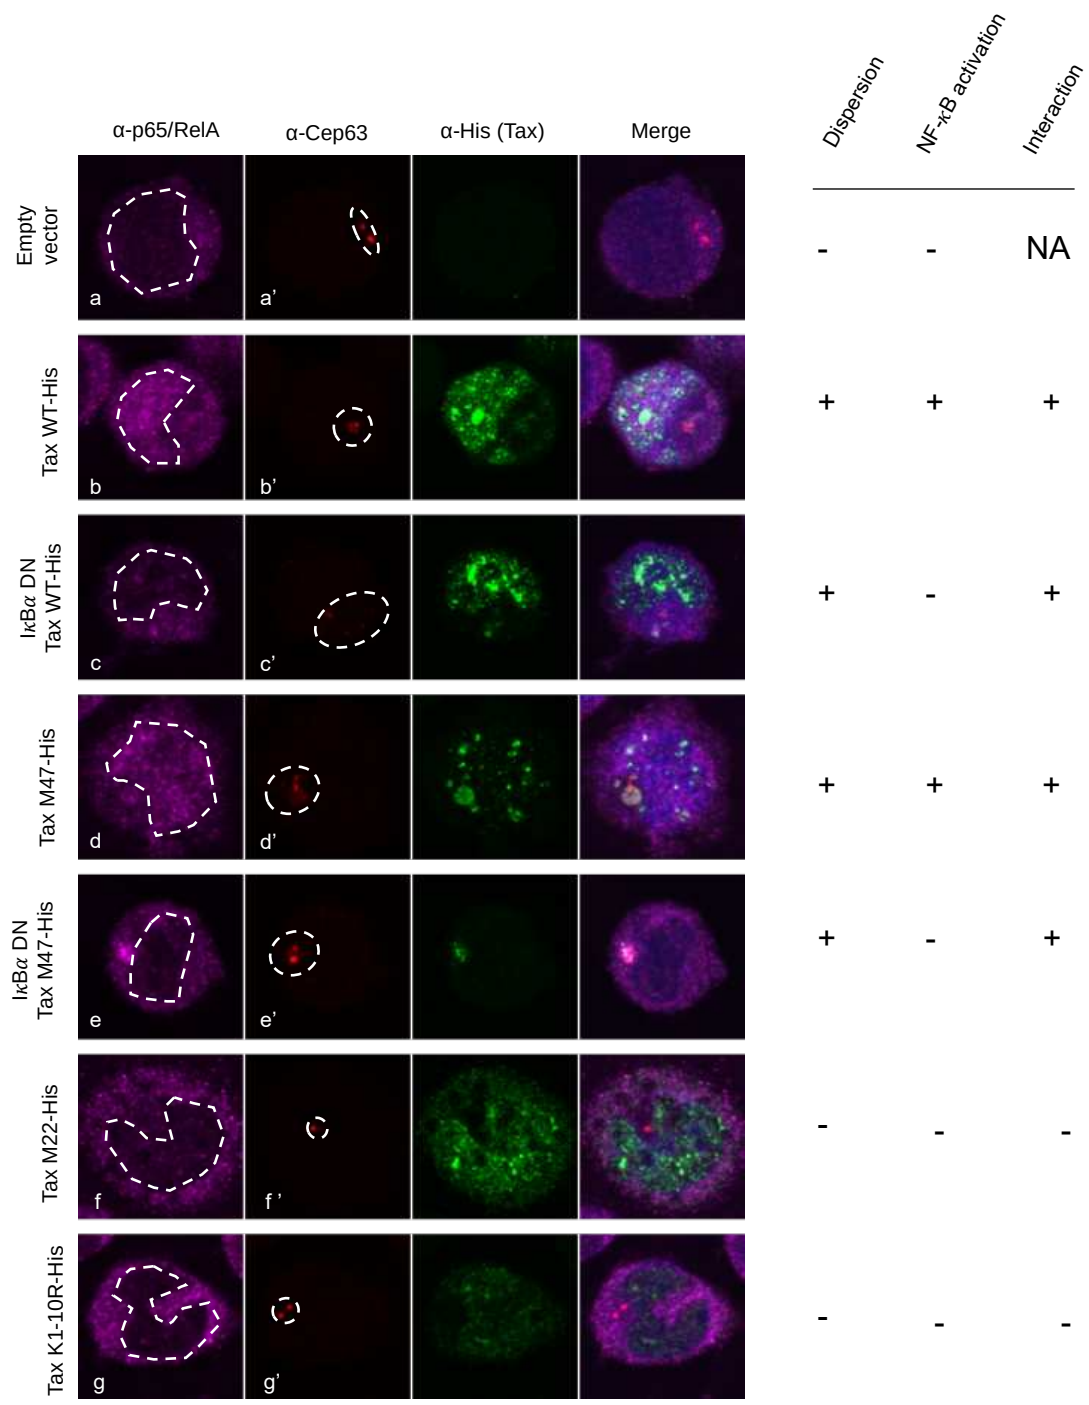 Dispersion
NF-κB activation
Interaction
α-p65/RelA
α-Cep63
α-His (Tax)
Merge
Empty
vector
a
a’
-
-
NA
Tax WT-His
b
b’
+
+
+
IκBα DN
Tax WT-His
c
c’
+
-
+
Tax M47-His
d
d’
+
+
+
IκBα DN
Tax M47-His
e
e’
+
-
+
Tax M22-His
f
f ’
-
-
-
Tax K1-10R-His
g
g’
-
-
-